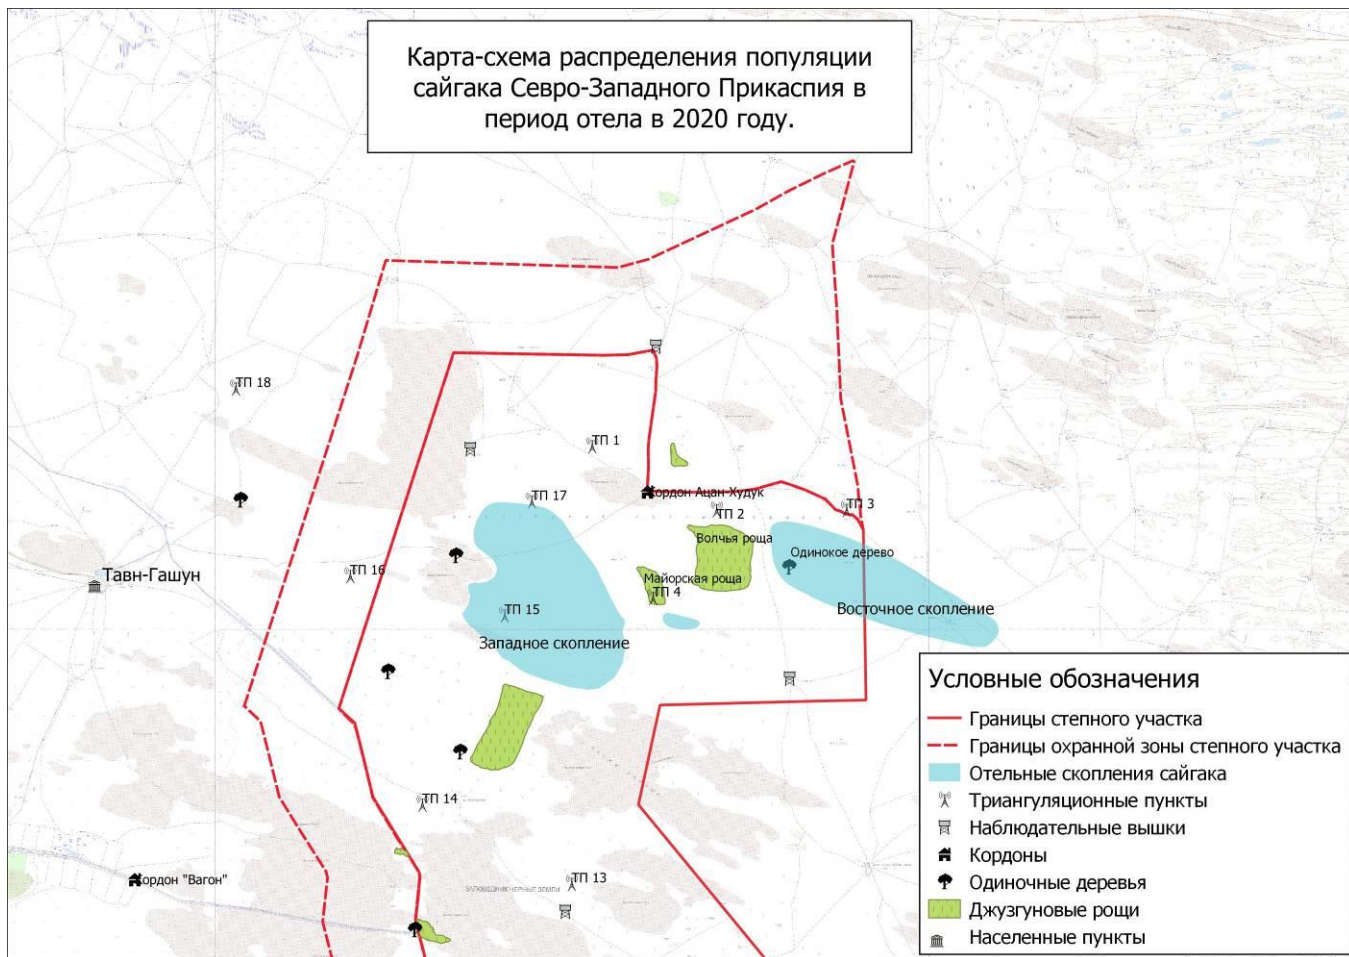 Карта-схема распределения популяции
сайгака Севро-Западного Прикаспия в
период отела в 2020 году.
ТП 18
ТП 1
ТП 17
Кордон Ацан Худук
ТП 2
ТП 3
Волчья роща
Одинокое дерево
Тавн-Гашун
ТП 16
Майорская роща
ТП 4
ТП 15
Восточное скопление
Западное скопление
ТП 14
Кордон "Вагон"
ТП 13
ЗАПОВЕДНИК ЧЕРНЫЕ ЗЕМЛИ
Условные обозначения
Границы степного участка
Границы охранной зоны степного участка
Отельные скопления сайгака
Триангуляционные пункты
Наблюдательные вышки
Кордоны
Одиночные деревья
Джузгуновые рощи
Населенные пункты